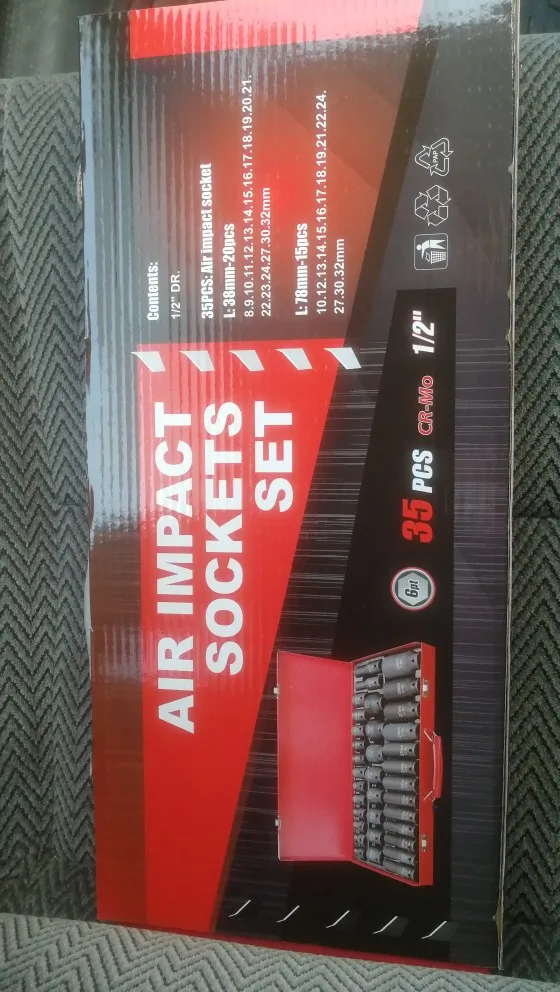 AIR IMPACT
SOCKETS
SET
Contents:
1/2" DR.
35PCS: Air impact socket
L: 38mm-20pcs
8.9.10.11.12.13.14.15.16.17.18.19.20.21.
22.23.24.27.30.32mm
L: 78mm-15pcs
10.12.13.14.15.16.17.18.19.21.22.24.
27.30.32mm
6pt
35 PCS CR-Mo 1/2"
PAP